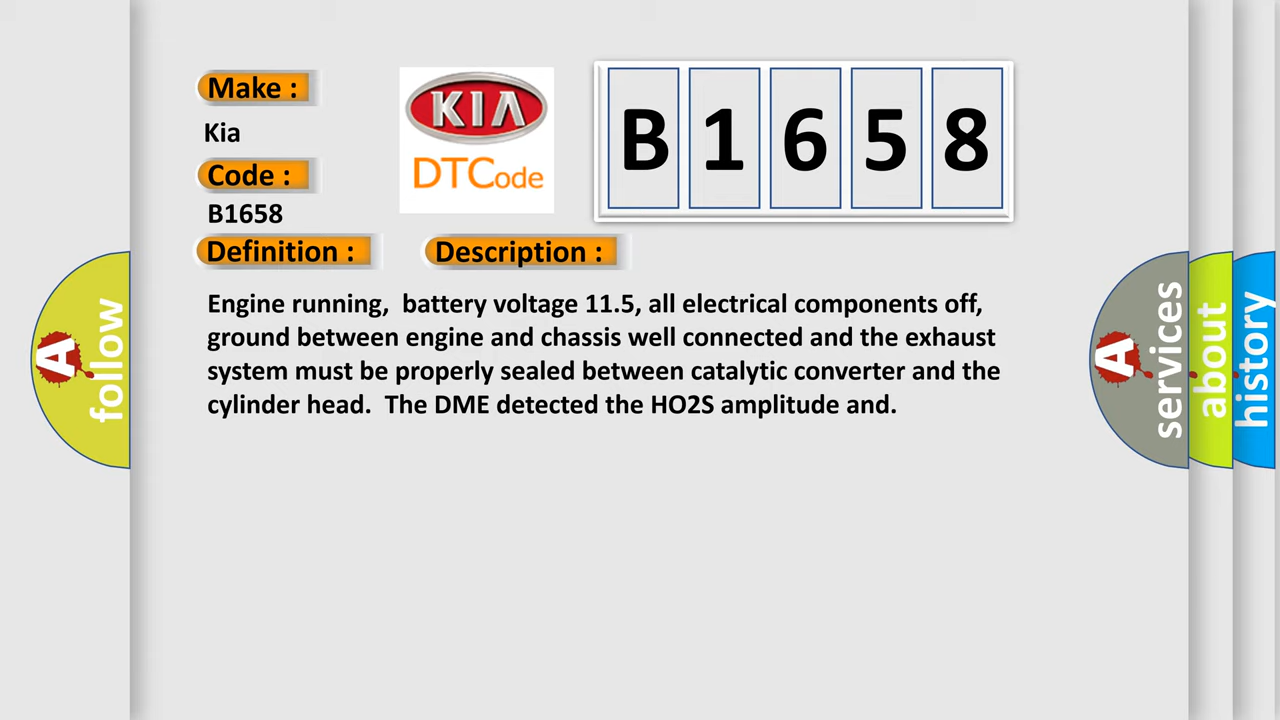 Make :
Kia
Code :
B1658
Definition :
Description :
KIA
DTCode
B 1 6 5 8
Engine running,  battery voltage 11.5, all electrical components off,
ground between engine and chassis well connected and the exhaust
system must be properly sealed between catalytic converter and the
cylinder head.  The DME detected the HO2S amplitude and.
A follow
A services
about
history